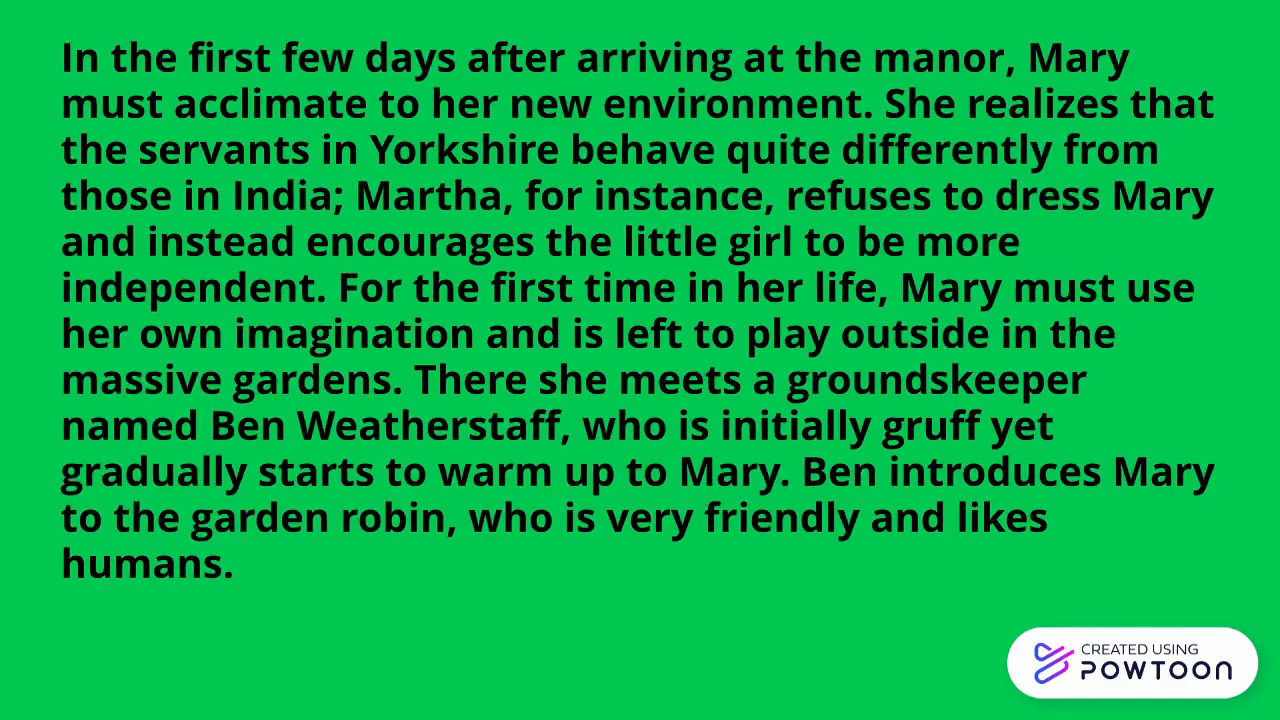 In the first few days after arriving at the manor, Mary
must acclimate to her new environment. She realizes that
the servants in Yorkshire behave quite differently from
those in India; Martha, for instance, refuses to dress Mary
and instead encourages the little girl to be more
independent. For the first time in her life, Mary must use
her own imagination and is left to play outside in the
massive gardens. There she meets a groundskeeper
named Ben Weatherstaff, who is initially gruff yet
gradually starts to warm up to Mary. Ben introduces Mary
to the garden robin, who is very friendly and likes
humans.
CREATED USING
POWTOON